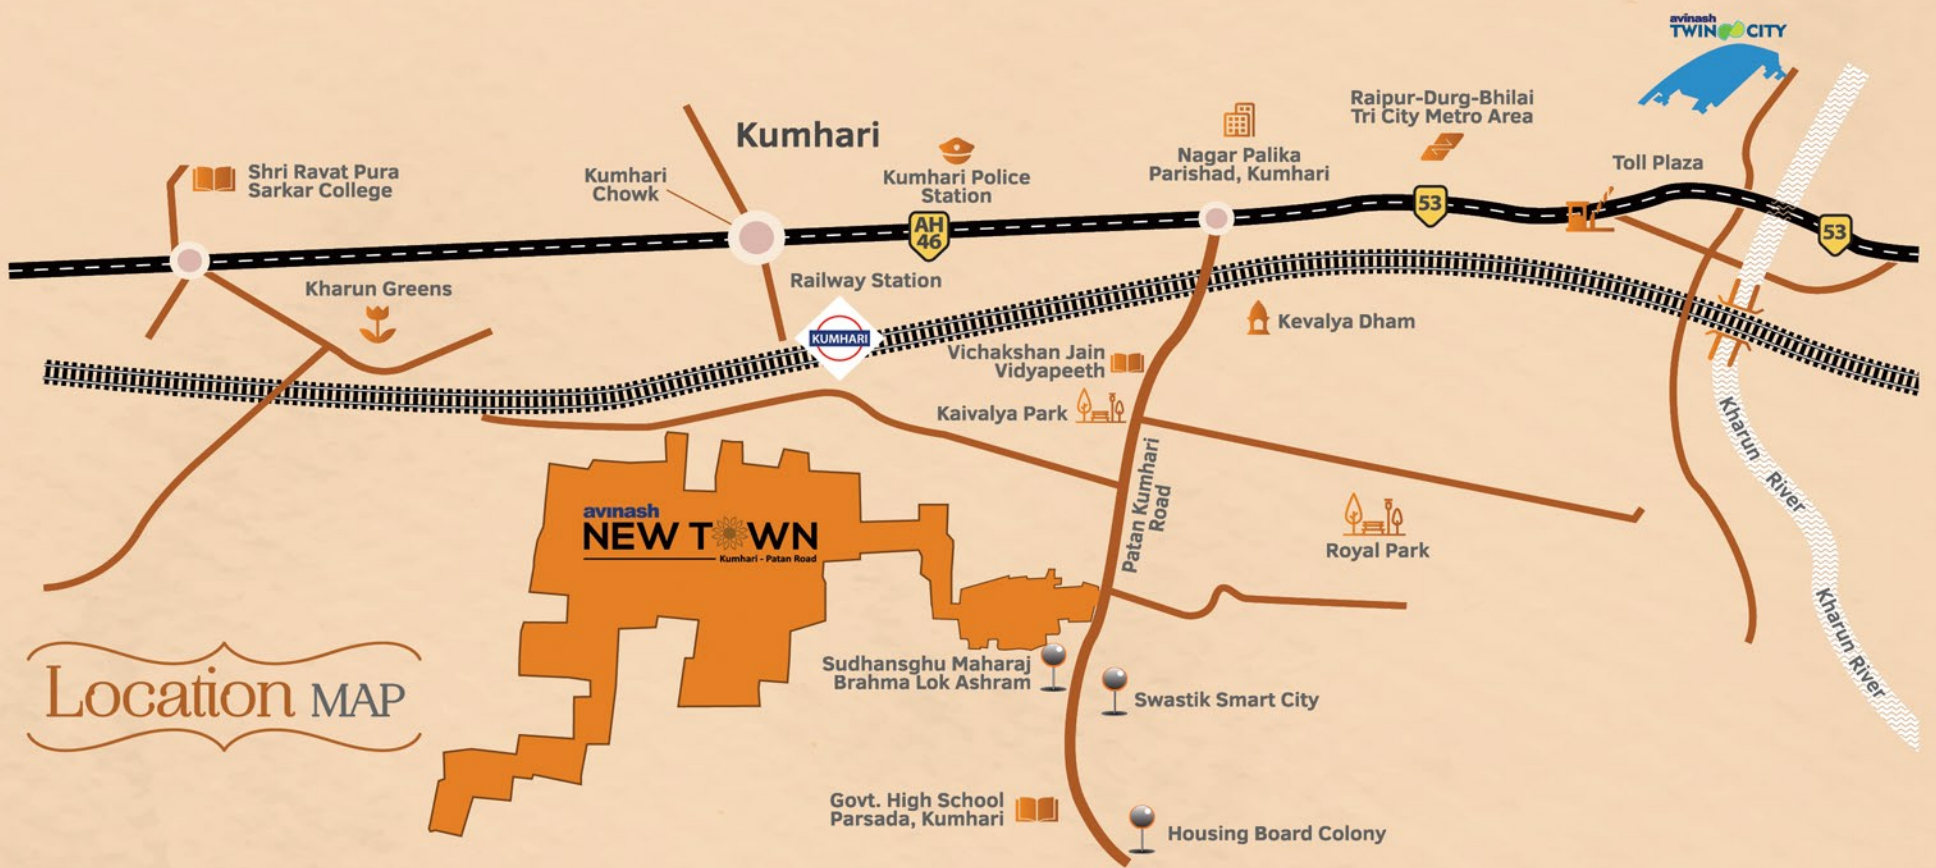 avinash
TWIN CITY
Raipur-Durg-Bhilai
Tri City Metro Area
Kumhari
Nagar Palika
Parishad, Kumhari
Toll Plaza
Shri Ravat Pura
Sarkar College
Kumhari
Chowk
Kumhari Police
Station
AH
46
53
53
Kharun Greens
Railway Station
KUMHARI
Kevalya Dham
Vichakshan Jain
Vidyapeeth
Kaivalya Park
Patan Kumhari
Road
Kharun River
Royal Park
avinash
NEW TOWN
Kumhari - Patan Road
Kharun River
Location MAP
Sudhansghu Maharaj
Brahma Lok Ashram
Swastik Smart City
Govt. High School
Parsada, Kumhari
Housing Board Colony